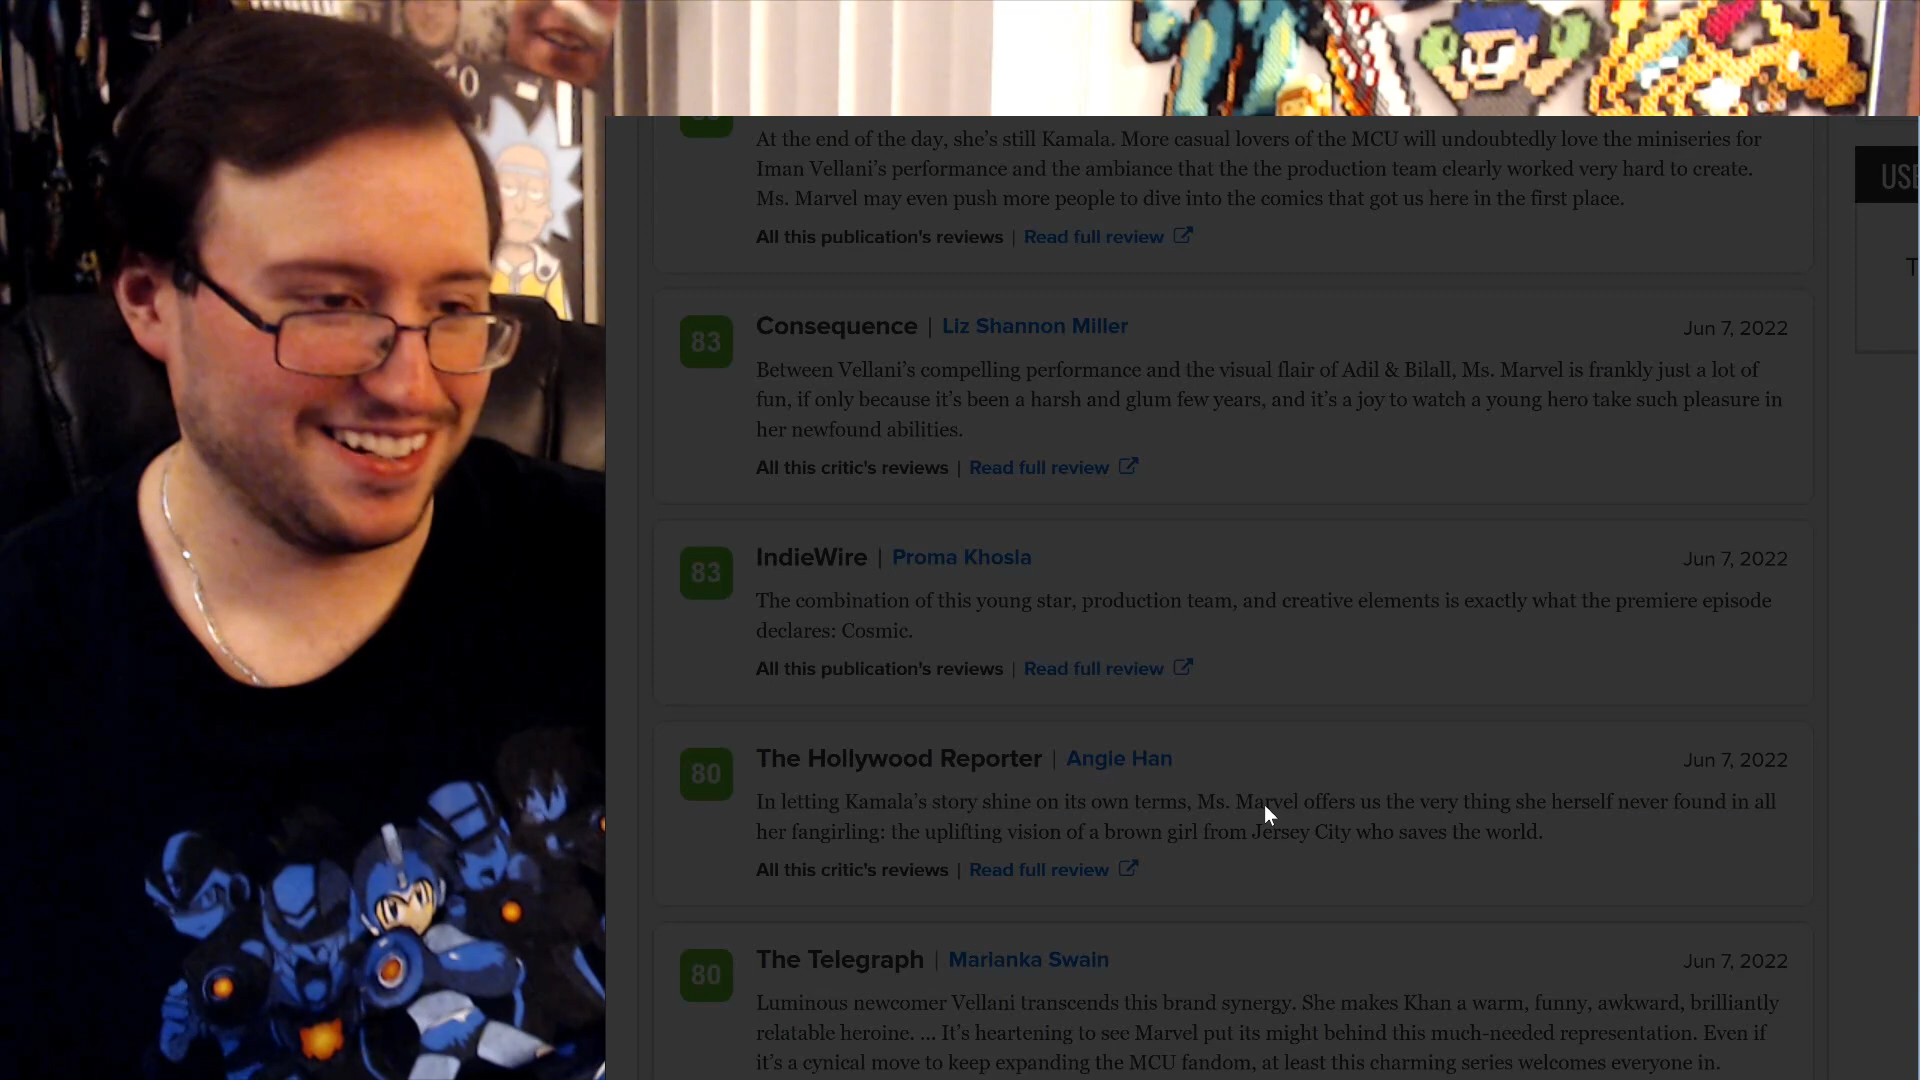 At the end of the day, she's still Kamala. More casual lovers of the MCU will undoubtedly love the miniseries for
Iman Vellani's performance and the ambiance that the the production team clearly worked very hard to create.
Ms. Marvel may even push more people to dive into the comics that got us here in the first place.
All this publication's reviews | Read full review
83
Consequence | Liz Shannon Miller
Jun 7, 2022
Between Vellani's compelling performance and the visual flair of Adil & Bilall, Ms. Marvel is frankly just a lot of
fun, if only because it's been a harsh and glum few years, and it's a joy to watch a young hero take such pleasure in
her newfound abilities.
All this critic's reviews | Read full review
83
IndieWire | Proma Khosla
Jun 7, 2022
The combination of this young star, production team, and creative elements is exactly what the premiere episode
declares: Cosmic.
All this publication's reviews | Read full review
80
The Hollywood Reporter | Angie Han
Jun 7, 2022
In letting Kamala's story shine on its own terms, Ms. Marvel offers us the very thing she herself never found in all
her fangirling: the uplifting vision of a brown girl from Jersey City who saves the world.
All this critic's reviews | Read full review
80
The Telegraph | Marianka Swain
Jun 7, 2022
Luminous newcomer Vellani transcends this brand synergy. She makes Khan a warm, funny, awkward, brilliantly
relatable heroine. ... It's heartening to see Marvel put its might behind this much-needed representation. Even if
it's a cynical move to keep expanding the MCU fandom, at least this charming series welcomes everyone in.